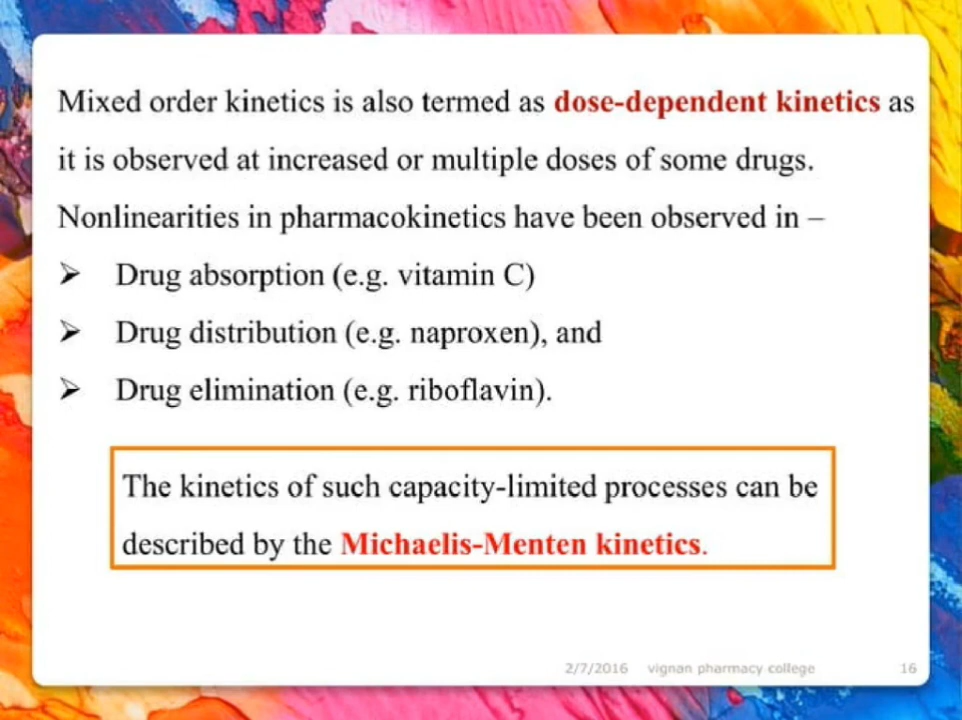 Mixed order kinetics is also termed as dose-dependent kinetics as
it is observed at increased or multiple doses of some drugs.
Nonlinearities in pharmacokinetics have been observed in –
➢ Drug absorption (e.g. vitamin C)
➢ Drug distribution (e.g. naproxen), and
➢ Drug elimination (e.g. riboflavin).
The kinetics of such capacity-limited processes can be
described by the Michaelis-Menten kinetics.
2/7/2016 vignan pharmacy college 16